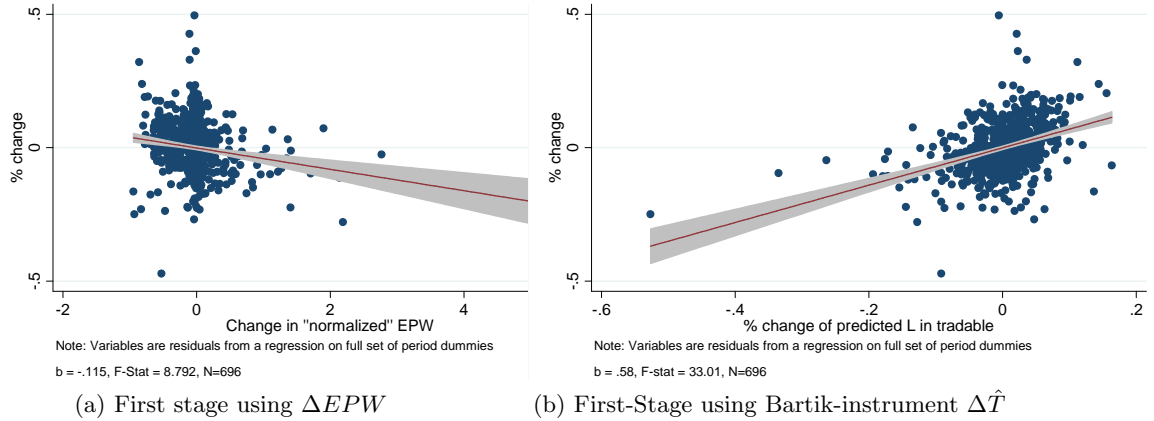 .5
0
-.5
% change
-2
0
2
4
Change in "normalized" EPW
Note: Variables are residuals from a regression on full set of period dummies
b = -.115, F-Stat = 8.792, N=696
(a) First stage using ΔEPW
.5
0
-.5
% change
-.6
-.4
-.2
0
.2
% change of predicted L in tradable
Note: Variables are residuals from a regression on full set of period dummies
b = .58, F-stat = 33.01, N=696
(b) First-Stage using Bartik-instrument ΔT̂